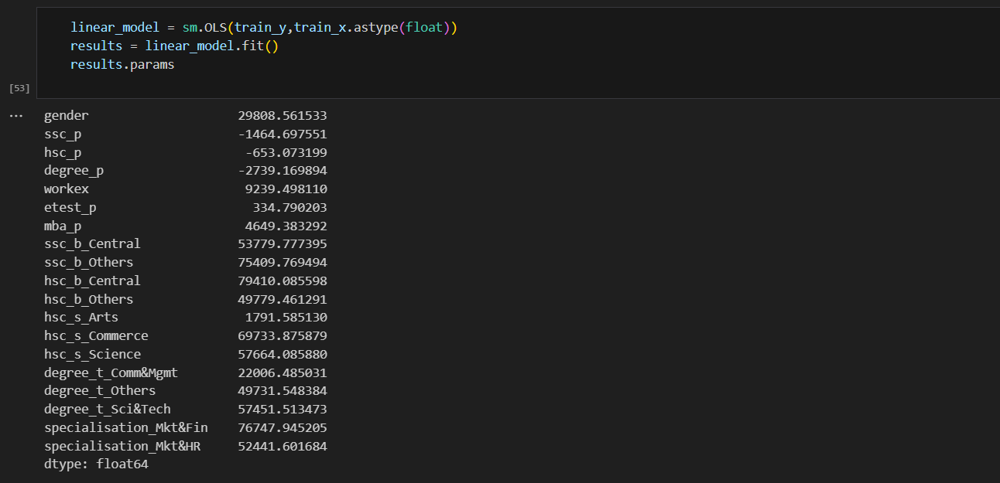 linear_model = sm.OLS(train_y,train_x.astype(float))
results = linear_model.fit()
results.params
[53]
... gender 29808.561533
ssc_p -1464.697551
hsc_p -653.073199
degree_p -2739.169894
workex 9239.498110
etest_p 334.790203
mba_p 4649.383292
ssc_b_Central 53779.777395
ssc_b_Others 75409.769494
hsc_b_Central 79410.085598
hsc_b_Others 49779.461291
hsc_s_Arts 1791.585130
hsc_s_Commerce 69733.875879
hsc_s_Science 57664.085880
degree_t_Comm&Mgmt 22006.485031
degree_t_Others 49731.548384
degree_t_Sci&Tech 57451.513473
specialisation_Mkt&Fin 76747.945205
specialisation_Mkt&HR 52441.601684
dtype: float64